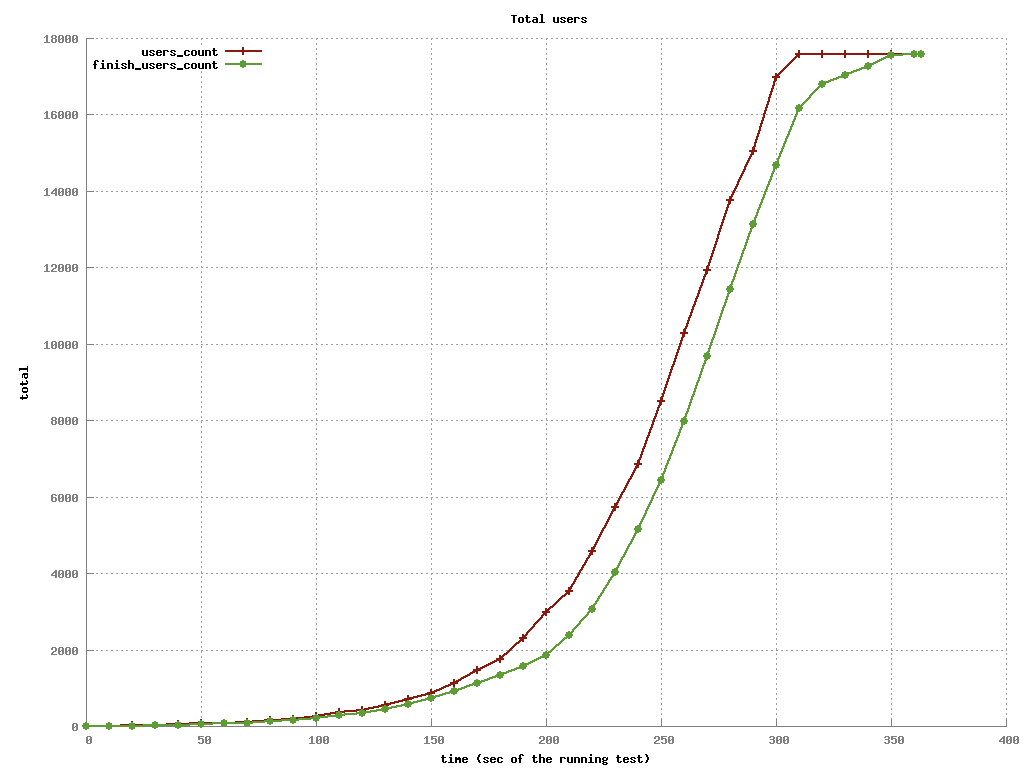 Total users
users_count
finish_users_count
18000
16000
14000
12000
10000
8000
6000
4000
2000
0
total
0 50 100 150 200 250 300 350 400
time (sec of the running test)